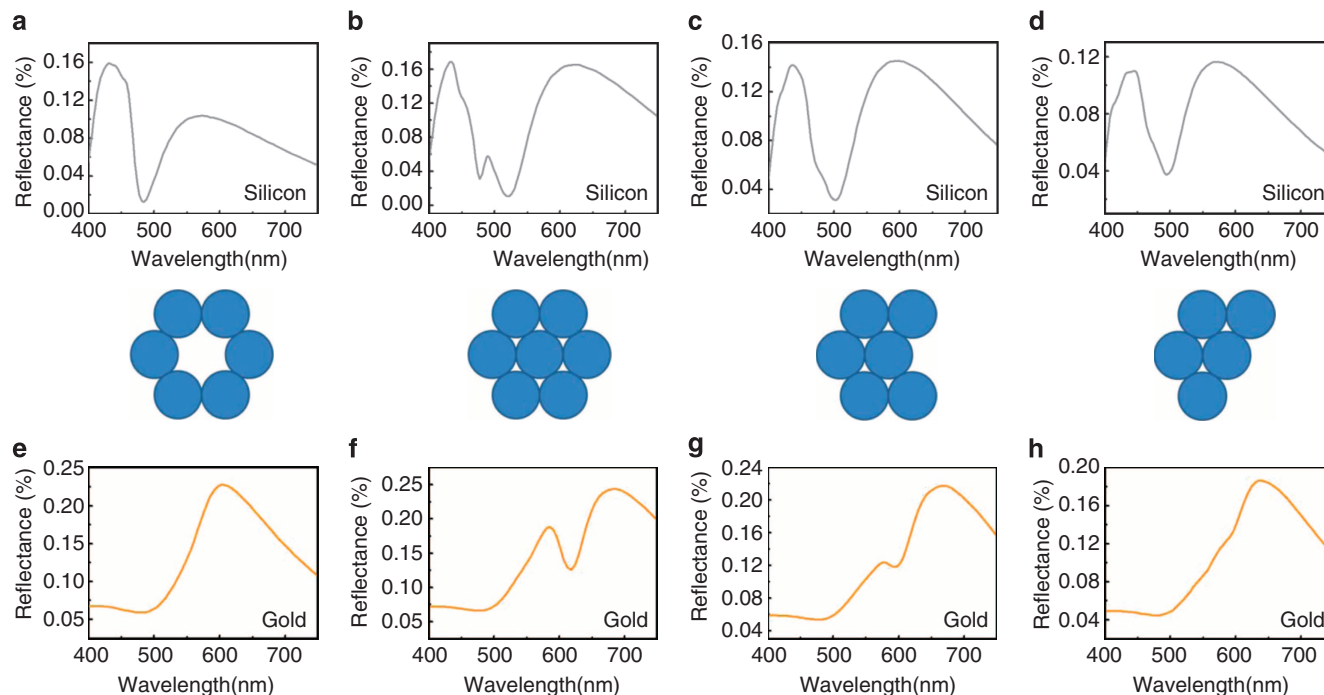 a
0.16
0.12
0.08
0.04
0.00
Reflectance (%)
Silicon
400 500 600 700
Wavelength(nm)
b
0.16
0.12
0.08
0.04
0.00
Reflectance (%)
Silicon
400 500 600 700
Wavelength(nm)
c
0.16
0.12
0.08
0.04
Reflectance (%)
Silicon
400 500 600 700
Wavelength(nm)
d
0.12
0.08
0.04
Reflectance (%)
Silicon
400 500 600 700
Wavelength(nm)
e
0.25
0.20
0.15
0.10
0.05
Reflectance (%)
Gold
400 500 600 700
Wavelength(nm)
f
0.25
0.20
0.15
0.10
0.05
Reflectance (%)
Gold
400 500 600 700
Wavelength(nm)
g
0.24
0.20
0.16
0.12
0.08
0.04
Reflectance (%)
Gold
400 500 600 700
Wavelength(nm)
h
0.20
0.16
0.12
0.08
0.04
Reflectance (%)
Gold
400 500 600 700
Wavelength(nm)